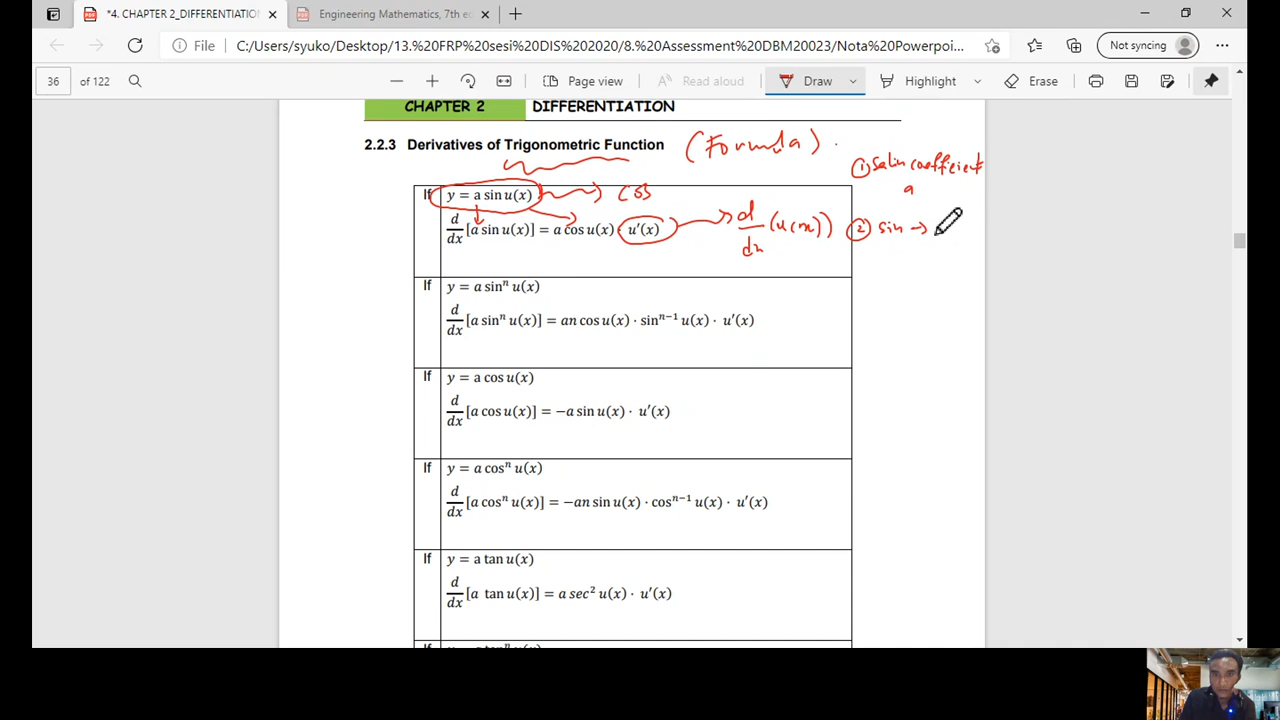 *4. CHAPTER 2_DIFFERENTIATIO
Engineering Mathematics, 7th ec
File
C:/Users/syuko/Desktop/13.%20FRP%20sesi%20DIS%202020/8.%20Assessment%20DBM20023/Nota%20Powerpoi...
Not syncing
36 of 122
Page view
Read aloud
Draw
Highlight
Erase
CHAPTER 2 DIFFERENTIATION
2.2.3 Derivatives of Trigonometric Function (Formula).
① Salin coefficient
a
If y = a sin u(x) → cos
d/dx [a sin u(x)] = a cos u(x) · u′(x) → d/dx (u(x)) ② sin →
If y = a sinⁿ u(x)
d/dx [a sinⁿ u(x)] = an cos u(x) · sinⁿ⁻¹ u(x) · u′(x)
If y = a cos u(x)
d/dx [a cos u(x)] = −a sin u(x) · u′(x)
If y = a cosⁿ u(x)
d/dx [a cosⁿ u(x)] = −an sin u(x) · cosⁿ⁻¹ u(x) · u′(x)
If y = a tan u(x)
d/dx [a tan u(x)] = a sec² u(x) · u′(x)